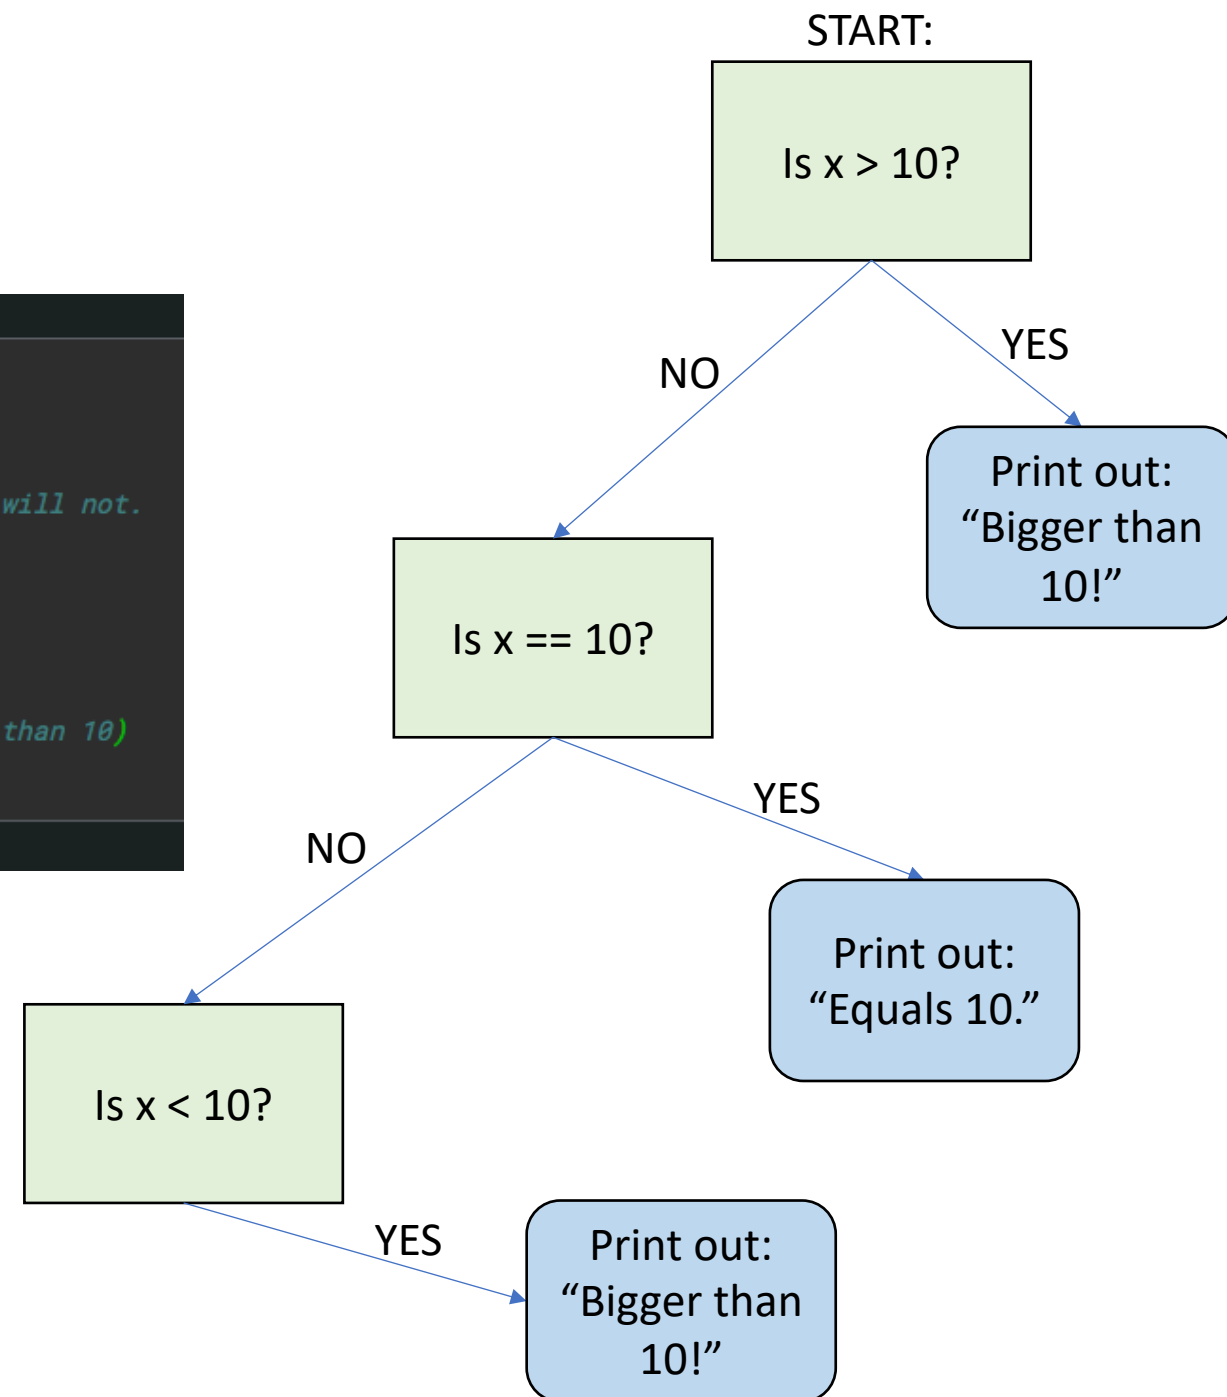 START:
Is x > 10?
NO
YES
Print out:
“Bigger than
10!”
will not.
than 10)
Is x == 10?
NO
YES
Print out:
“Equals 10.”
Is x < 10?
YES
Print out:
“Bigger than
10!”